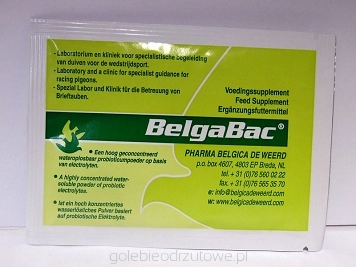 - Laboratorium en kliniek voor specialistische begeleiding
van duiven voor de wedstrijdsport.
- Laboratory and a clinic for specialist guidance for
racing pigeons.
- Spezial Labor und Klinik für die Betreuung von
Brieftauben.
Voedingssupplement
Feed Supplement
Ergänzungsfuttermittel
BelgaBac®
• Een hoog geconcentreerd
wateroplosbaar probioticumpoeder op basis
van electrolyten.
• A highly concentrated water-
soluble powder of probiotic
electrolytes.
• Ist ein hoch konzentriertes
wasserlösliches Pulver basiert
auf probiotische Elektrolyte.
PHARMA BELGICA DE WEERD
p.o. box 4607, 4803 EP Breda, NL
tel. + 31 (0)76 560 02 22
fax + 31 (0)76 565 35 70
e: info@belgicadeweerd.com
w: belgicadeweerd.com
golebieodrzutowe.pl